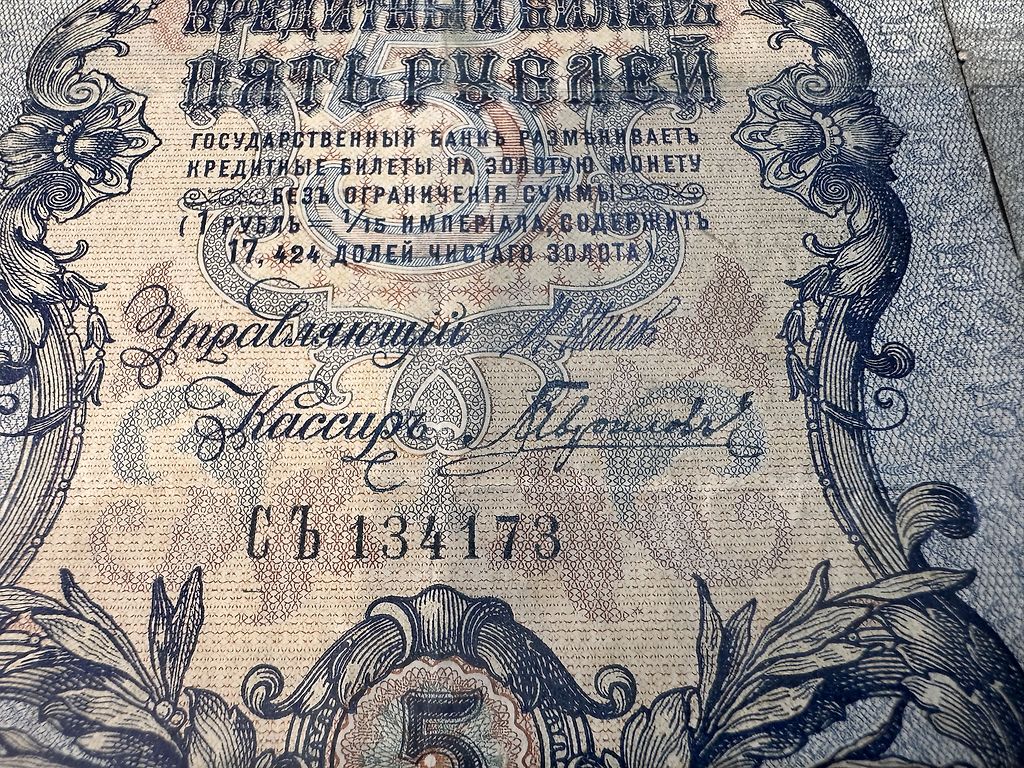 КРЕДИТНЫЙ БИЛЕТЪ
ПЯТЬ РУБЛЕЙ
ГОСУДАРСТВЕННЫЙ БАНКЪ РАЗМѢНИВАЕТЪ
КРЕДИТНЫЕ БИЛЕТЫ НА ЗОЛОТУЮ МОНЕТУ
БЕЗЪ ОГРАНИЧЕНІЯ СУММЫ
(1 РУБЛЬ = 1/15 ИМПЕРІАЛА, СОДЕРЖИТЪ
17,424 ДОЛЕЙ ЧИСТАГО ЗОЛОТА).
Управляющій
Кассиръ
СЪ 134173
5